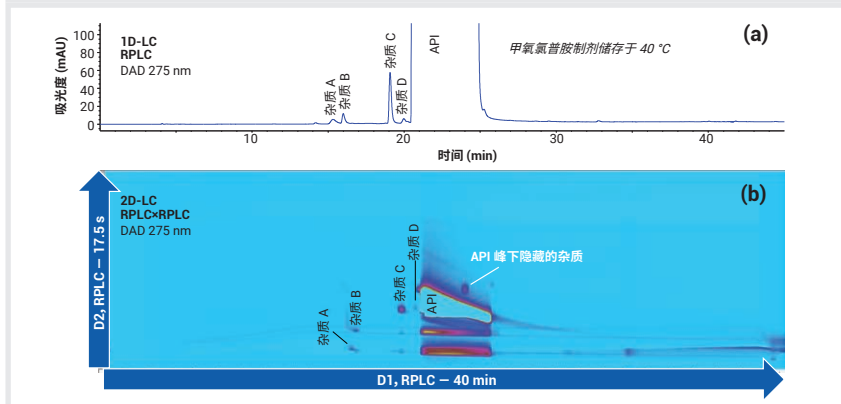 (a)
1D-LC
RPLC
DAD 275 nm
甲氧氯普胺制剂储存于 40 °C
吸光度 (mAU)
100
80
60
40
20
0
杂质 A
杂质 B
杂质 C
杂质 D
API
10
20
30
40
时间 (min)
(b)
2D-LC
RPLC×RPLC
DAD 275 nm
D2, RPLC — 17.5 s
杂质 A
杂质 B
杂质 C
杂质 D
API
API 峰下隐藏的杂质
D1, RPLC — 40 min